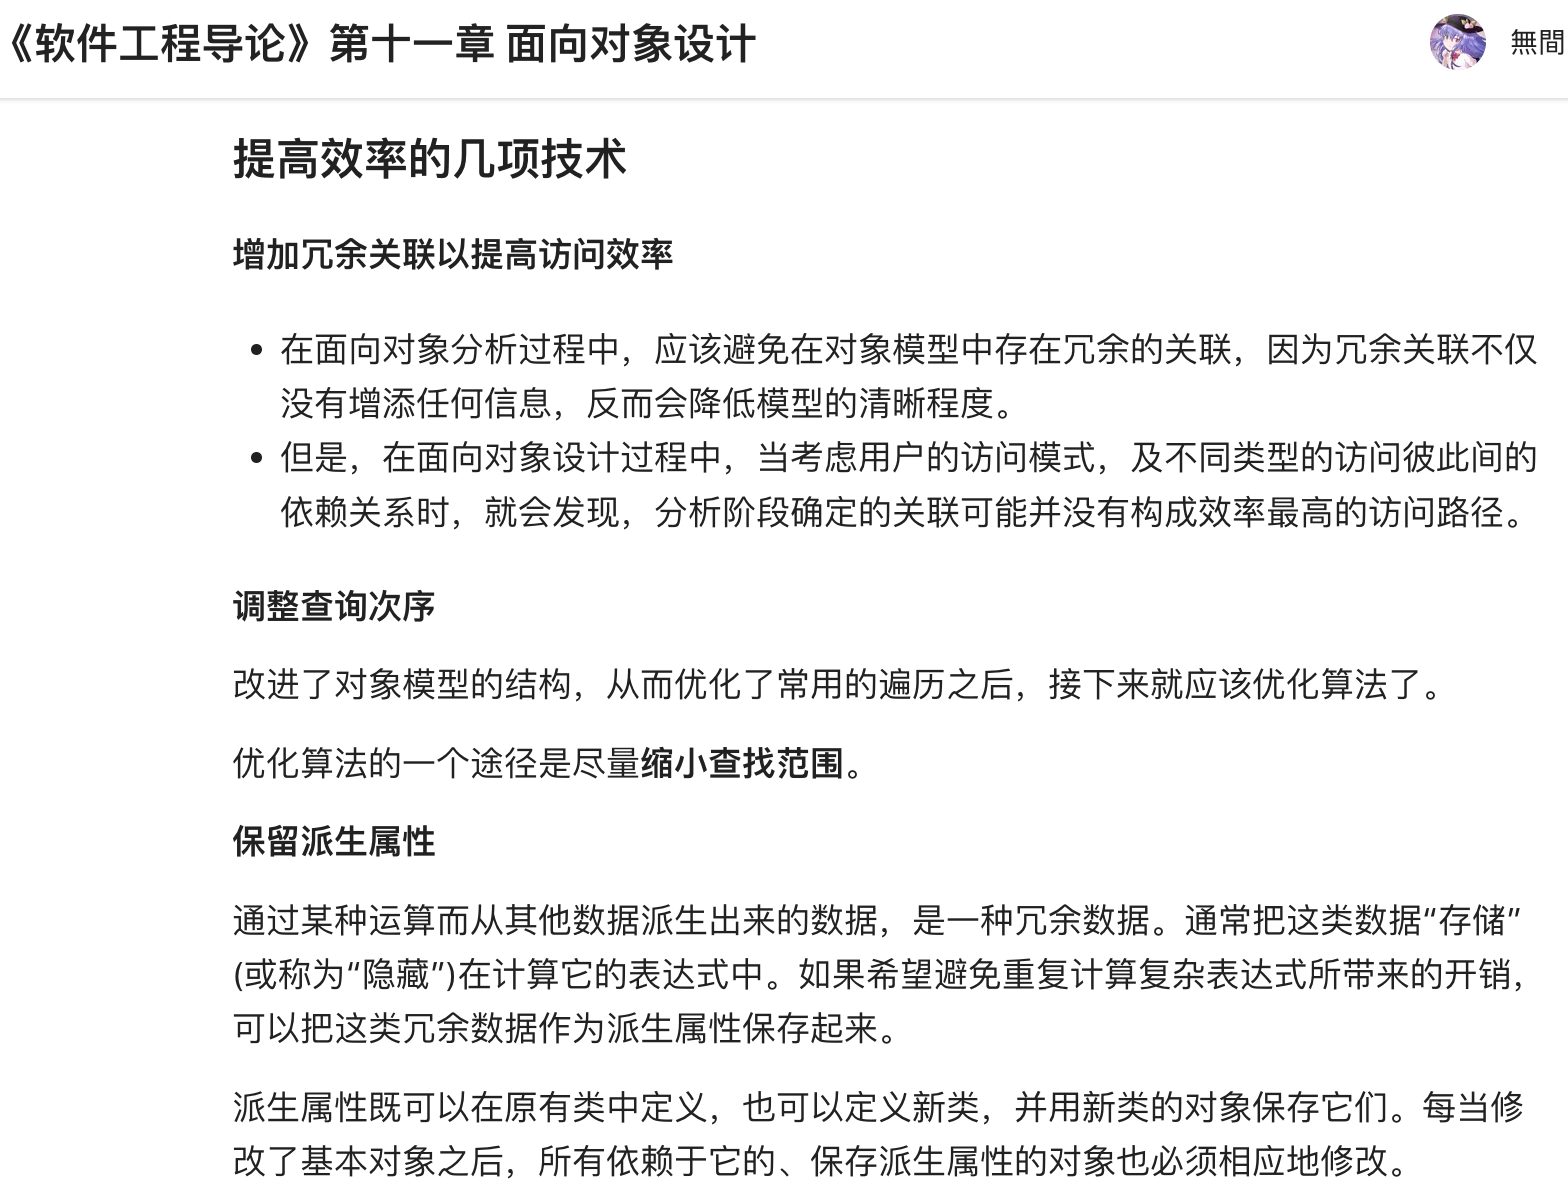 《软件工程导论》第十一章 面向对象设计
無間
提高效率的几项技术
增加冗余关联以提高访问效率
• 在面向对象分析过程中，应该避免在对象模型中存在冗余的关联，因为冗余关联不仅
没有增添任何信息，反而会降低模型的清晰程度。
• 但是，在面向对象设计过程中，当考虑用户的访问模式，及不同类型的访问彼此间的
依赖关系时，就会发现，分析阶段确定的关联可能并没有构成效率最高的访问路径。
调整查询次序
改进了对象模型的结构，从而优化了常用的遍历之后，接下来就应该优化算法了。
优化算法的一个途径是尽量缩小查找范围。
保留派生属性
通过某种运算而从其他数据派生出来的数据，是一种冗余数据。通常把这类数据“存储”
(或称为“隐藏”)在计算它的表达式中。如果希望避免重复计算复杂表达式所带来的开销，
可以把这类冗余数据作为派生属性保存起来。
派生属性既可以在原有类中定义，也可以定义新类，并用新类的对象保存它们。每当修
改了基本对象之后，所有依赖于它的、保存派生属性的对象也必须相应地修改。